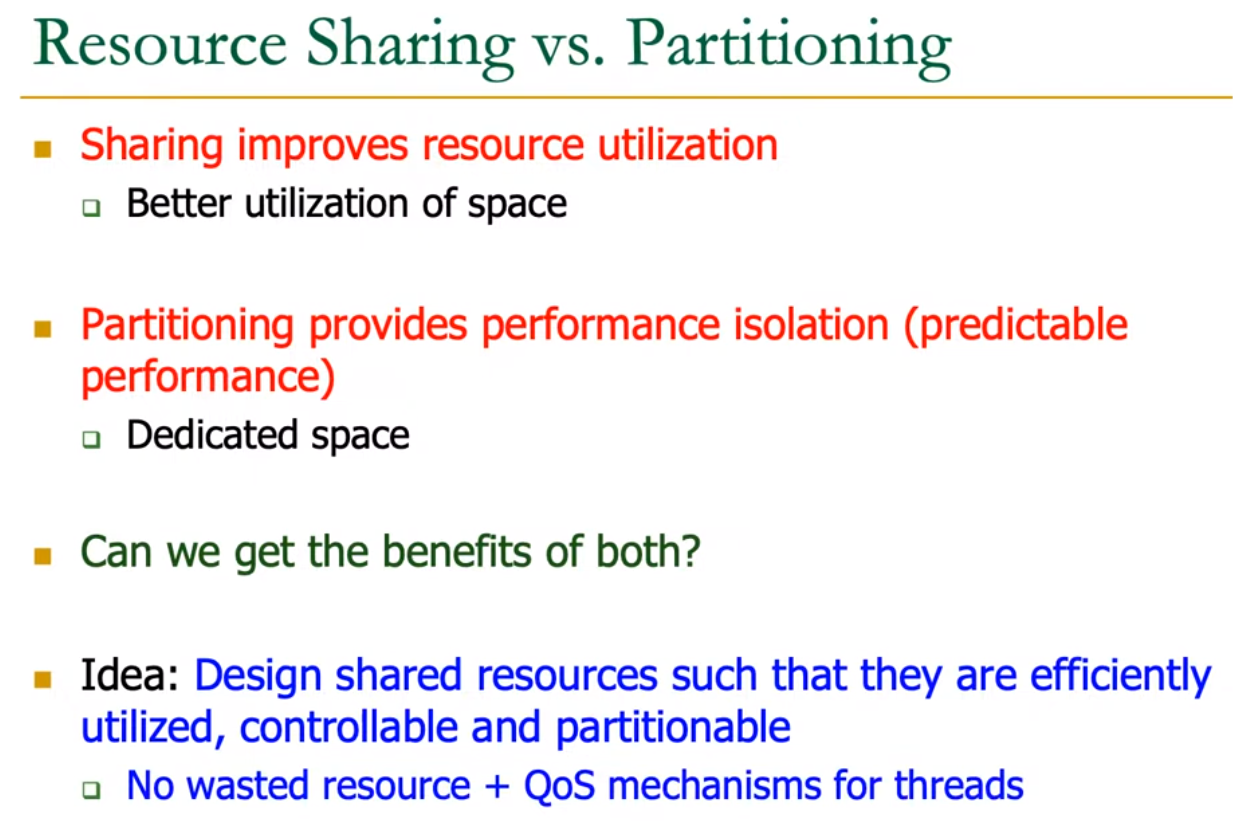 Resource Sharing vs. Partitioning
Sharing improves resource utilization
Better utilization of space
Partitioning provides performance isolation (predictable
performance)
Dedicated space
Can we get the benefits of both?
Idea: Design shared resources such that they are efficiently
utilized, controllable and partitionable
No wasted resource + QoS mechanisms for threads